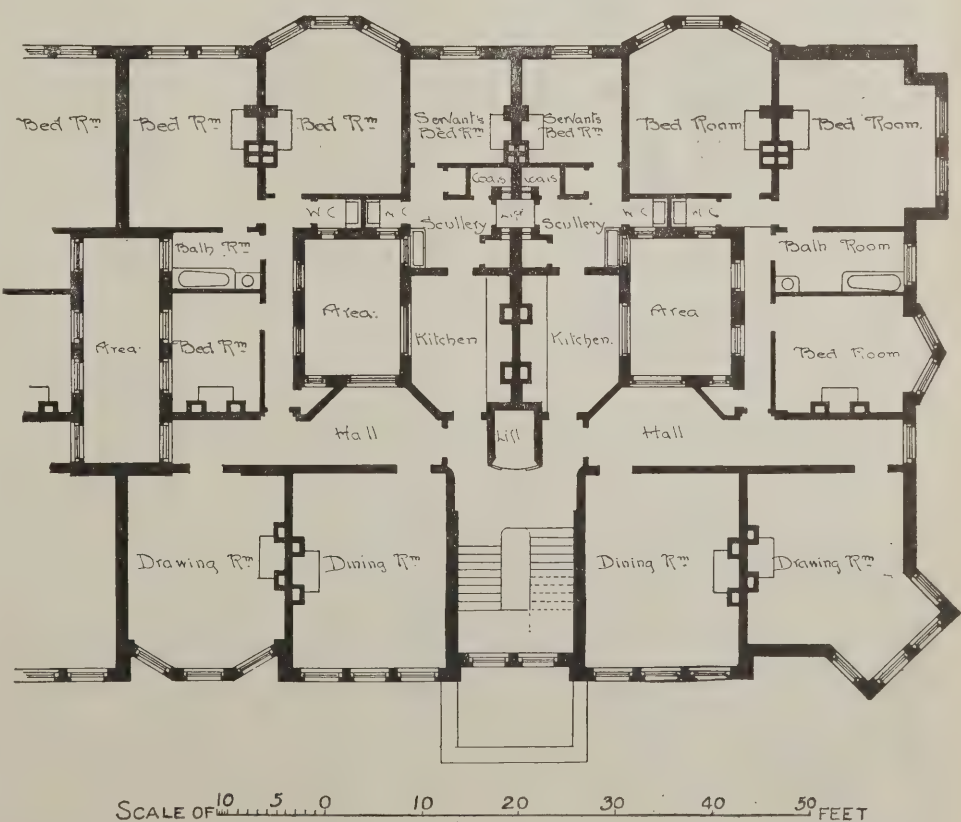 Bed Rm
Bed Rm
Bed Rm
Servant's
Bed Rm
Servant's
Bed Rm
Bed Room
Bed Room.
Coals
Coals
W C
W C
Scullery
Lift
Scullery
W C
W C
Bath Rm
Bath Room
Area.
Area
Area.
Kitchen
Kitchen.
Bed Rm
Bed Room
Hall
Lift
Hall
Drawing Rm
Dining Rm
Dining Rm
Drawing Rm
SCALE OF 10 5 0 10 20 30 40 50 FEET